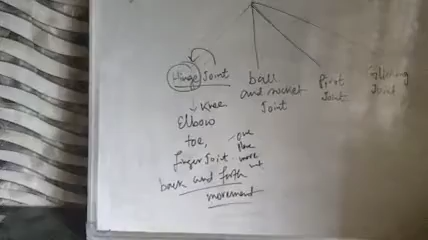 Hinge Joint
ball
and socket
Joint
Pivot
Joint
Gliding
Joint
Knee
Elbow
toe,
finger Joint
one
back and forth
movement